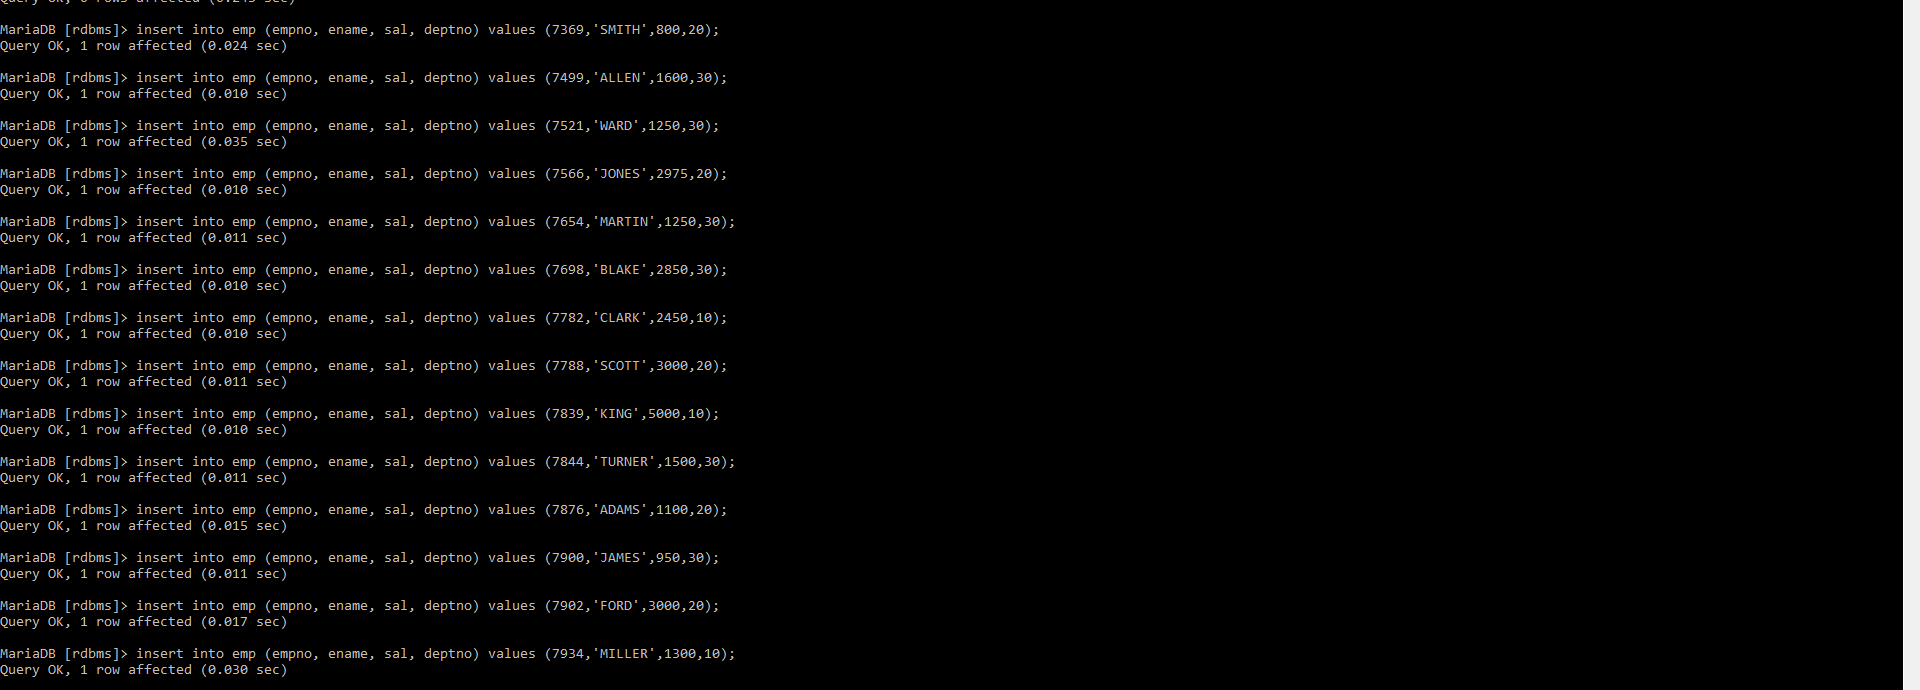 Query OK, 0 rows affected (0.245 sec)
MariaDB [rdbms]> insert into emp (empno, ename, sal, deptno) values (7369,'SMITH',800,20);
Query OK, 1 row affected (0.024 sec)
MariaDB [rdbms]> insert into emp (empno, ename, sal, deptno) values (7499,'ALLEN',1600,30);
Query OK, 1 row affected (0.010 sec)
MariaDB [rdbms]> insert into emp (empno, ename, sal, deptno) values (7521,'WARD',1250,30);
Query OK, 1 row affected (0.035 sec)
MariaDB [rdbms]> insert into emp (empno, ename, sal, deptno) values (7566,'JONES',2975,20);
Query OK, 1 row affected (0.010 sec)
MariaDB [rdbms]> insert into emp (empno, ename, sal, deptno) values (7654,'MARTIN',1250,30);
Query OK, 1 row affected (0.011 sec)
MariaDB [rdbms]> insert into emp (empno, ename, sal, deptno) values (7698,'BLAKE',2850,30);
Query OK, 1 row affected (0.010 sec)
MariaDB [rdbms]> insert into emp (empno, ename, sal, deptno) values (7782,'CLARK',2450,10);
Query OK, 1 row affected (0.010 sec)
MariaDB [rdbms]> insert into emp (empno, ename, sal, deptno) values (7788,'SCOTT',3000,20);
Query OK, 1 row affected (0.011 sec)
MariaDB [rdbms]> insert into emp (empno, ename, sal, deptno) values (7839,'KING',5000,10);
Query OK, 1 row affected (0.010 sec)
MariaDB [rdbms]> insert into emp (empno, ename, sal, deptno) values (7844,'TURNER',1500,30);
Query OK, 1 row affected (0.011 sec)
MariaDB [rdbms]> insert into emp (empno, ename, sal, deptno) values (7876,'ADAMS',1100,20);
Query OK, 1 row affected (0.015 sec)
MariaDB [rdbms]> insert into emp (empno, ename, sal, deptno) values (7900,'JAMES',950,30);
Query OK, 1 row affected (0.011 sec)
MariaDB [rdbms]> insert into emp (empno, ename, sal, deptno) values (7902,'FORD',3000,20);
Query OK, 1 row affected (0.017 sec)
MariaDB [rdbms]> insert into emp (empno, ename, sal, deptno) values (7934,'MILLER',1300,10);
Query OK, 1 row affected (0.030 sec)